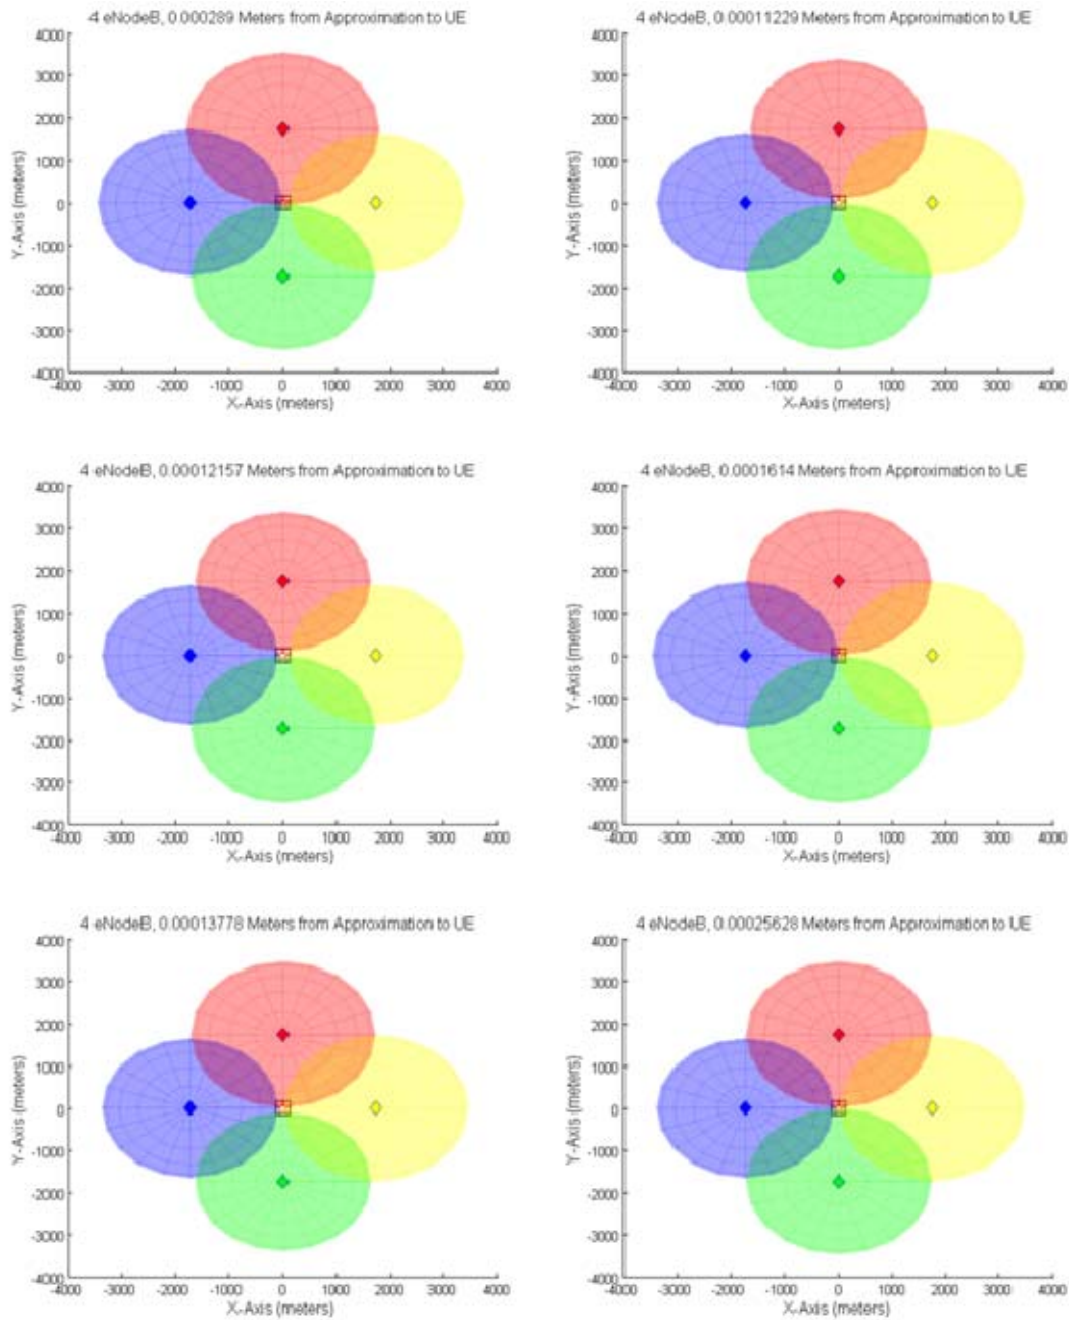 4 eNodeB, 0.000289 Meters from Approximation to UE
4000
3000
2000
1000
0
-1000
-2000
-3000
-4000
-4000 -3000 -2000 -1000 0 1000 2000 3000 4000
X-Axis (meters)
Y-Axis (meters)
4 eNodeB, 0.00011229 Meters from Approximation to UE
4000
3000
2000
1000
0
-1000
-2000
-3000
-4000
-4000 -3000 -2000 -1000 0 1000 2000 3000 4000
X-Axis (meters)
Y-Axis (meters)
4 eNodeB, 0.00012157 Meters from Approximation to UE
4000
3000
2000
1000
0
-1000
-2000
-3000
-4000
-4000 -3000 -2000 -1000 0 1000 2000 3000 4000
X-Axis (meters)
Y-Axis (meters)
4 eNodeB, 0.0001614 Meters from Approximation to UE
4000
3000
2000
1000
0
-1000
-2000
-3000
-4000
-4000 -3000 -2000 -1000 0 1000 2000 3000 4000
X-Axis (meters)
Y-Axis (meters)
4 eNodeB, 0.00013778 Meters from Approximation to UE
4000
3000
2000
1000
0
-1000
-2000
-3000
-4000
-4000 -3000 -2000 -1000 0 1000 2000 3000 4000
X-Axis (meters)
Y-Axis (meters)
4 eNodeB, 0.00025628 Meters from Approximation to UE
4000
3000
2000
1000
0
-1000
-2000
-3000
-4000
-4000 -3000 -2000 -1000 0 1000 2000 3000 4000
X-Axis (meters)
Y-Axis (meters)